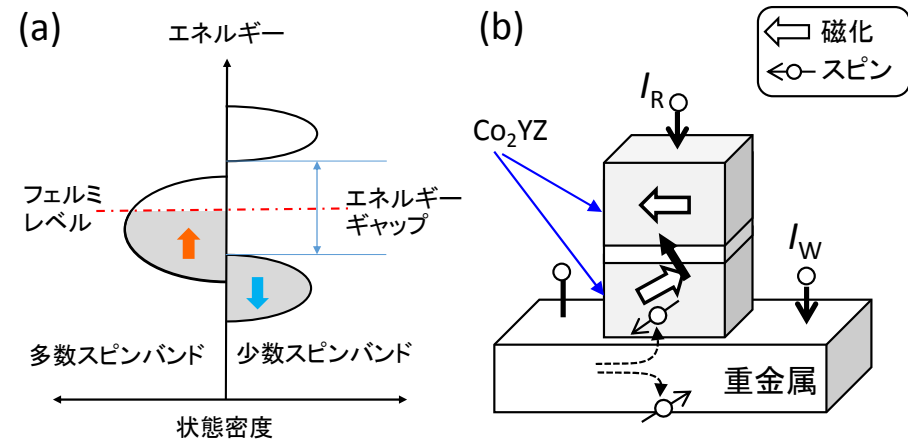 (a)
エネルギー
フェルミ
レベル
エネルギー
ギャップ
多数スピンバンド
少数スピンバンド
状態密度
(b)
磁化
スピン
I_R
Co₂YZ
I_W
重金属